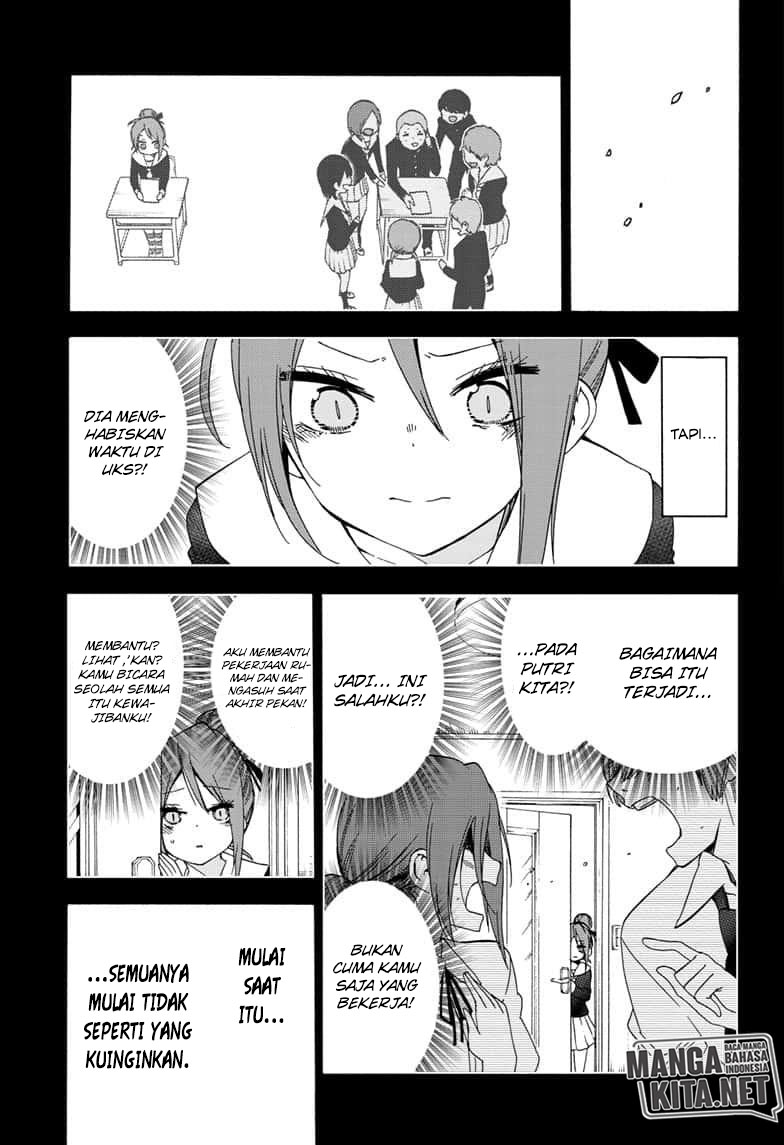 TAPI...
DIA MENG-
HABISKAN
WAKTU DI
UKS?!
BAGAIMANA
BISA ITU
TERJADI...
...PADA
PUTRI
KITA?!
JADI... INI
SALAHKU?!
BUKAN
CUMA KAMU
SAJA YANG
BEKERJA!
AKU MEMBANTU
PEKERJAAN RU-
MAH DAN ME-
NGASUH SAAT
AKHIR PEKAN!
MEMBANTU?
LIHAT ,'KAN?
KAMU BICARA
SEOLAH SEMUA
ITU KEWA-
JIBANKU!
MULAI
SAAT
ITU...
...SEMUANYA
MULAI TIDAK
SEPERTI YANG
KUINGINKAN.
MANGA
KITA.NET
BACA MANGA
BAHASA
INDONESIA